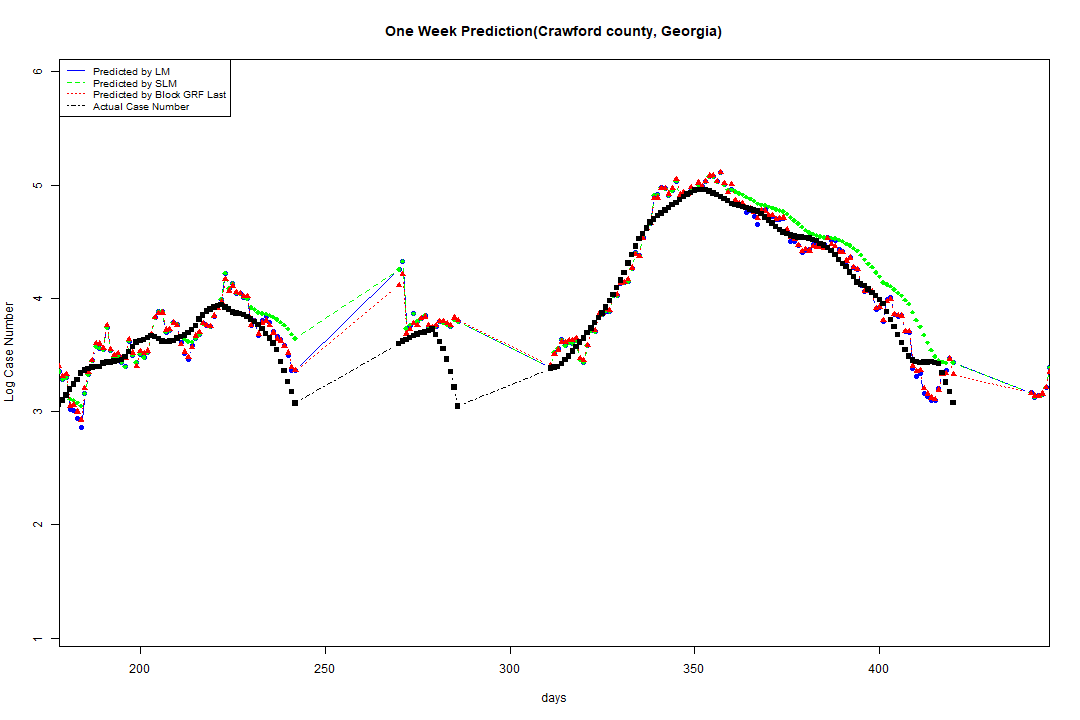 One Week Prediction(Crawford county, Georgia)
Predicted by LM
Predicted by SLM
Predicted by Block GRF Last
Actual Case Number
6
5
4
3
2
1
Log Case Number
200 250 300 350 400
days